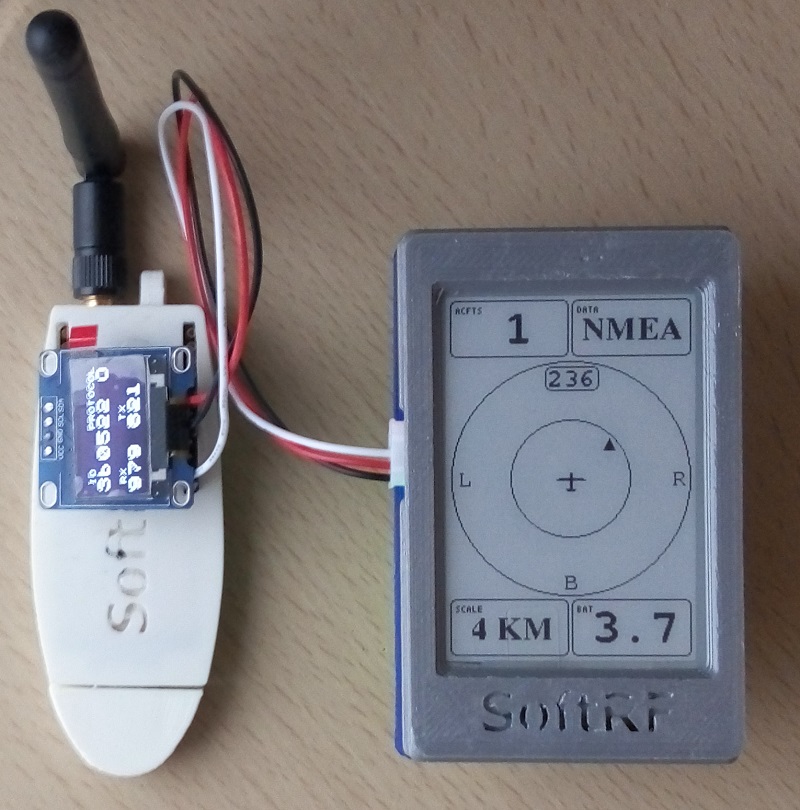 ID PROTOCOL
360522 O
RX TX
979 821
VCC GND SCL SDA
Soft
ACFTS
1
DATA
NMEA
236
L
R
B
SCALE
4 KM
BAT
3.7
SoftRF